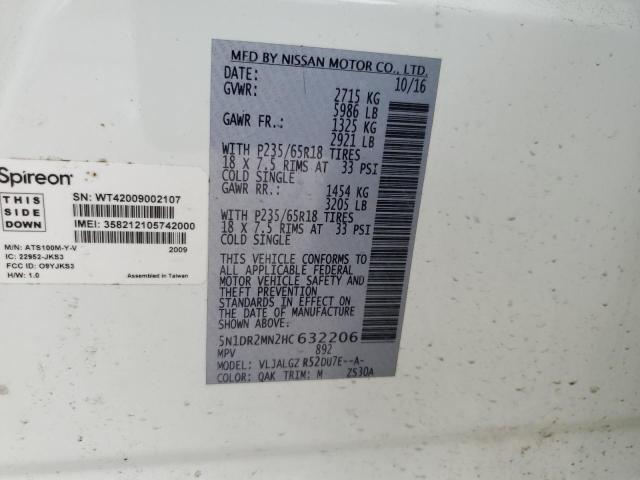 MFD BY NISSAN MOTOR CO., LTD.
DATE: 10/16
GVWR: 2715 KG
5986 LB
GAWR FR.: 1325 KG
2921 LB
WITH P235/65R18 TIRES
18 X 7.5 RIMS AT 33 PSI
COLD SINGLE
GAWR RR.: 1454 KG
3205 LB
WITH P235/65R18 TIRES
18 X 7.5 RIMS AT 33 PSI
COLD SINGLE
THIS VEHICLE CONFORMS
TO ALL APPLICABLE FEDERAL
MOTOR VEHICLE SAFETY AND
THEFT PREVENTION
STANDARDS IN EFFECT ON
THE DATE OF MANUFACTURE
SHOWN ABOVE.
5N1DR2MN2HC632206
MPV 892
MODEL: VLJALGZ R52DU7E--A-
COLOR: QAK TRIM: M ZS30A
Spireon
THIS
SIDE
DOWN
SN: WT42009002107
IMEI: 358212105742000
M/N: ATS100M-Y-V 2009
IC: 22952-JKS3
FCC ID: O9YJKS3
H/W: 1.0 Assembled in Taiwan